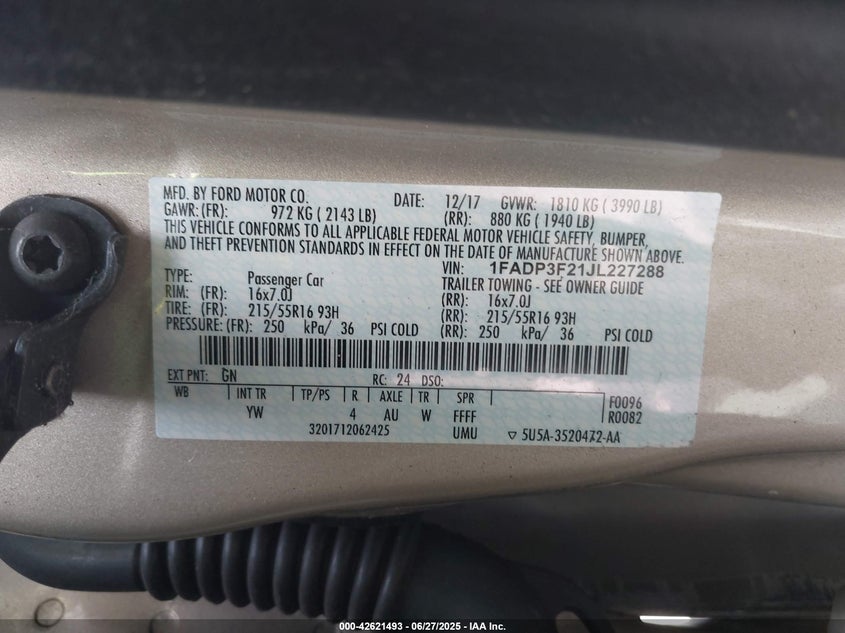 MFD. BY FORD MOTOR CO. DATE: 12/17 GVWR: 1810 KG ( 3990 LB)
GAWR:(FR): 972 KG ( 2143 LB) (RR): 880 KG ( 1940 LB)
THIS VEHICLE CONFORMS TO ALL APPLICABLE FEDERAL MOTOR VEHICLE SAFETY, BUMPER,
AND THEFT PREVENTION STANDARDS IN EFFECT ON THE DATE OF MANUFACTURE SHOWN ABOVE.
VIN: 1FADP3F21JL227288
TYPE: Passenger Car TRAILER TOWING - SEE OWNER GUIDE
RIM: (FR): 16x7.0J (RR): 16x7.0J
TIRE: (FR): 215/55R16 93H (RR): 215/55R16 93H
PRESSURE: (FR): 250 kPa/ 36 PSI COLD (RR): 250 kPa/ 36 PSI COLD
EXT PNT: GN RC: 24 DSO:
WB INT TR TP/PS R AXLE TR SPR F0096
YW 4 AU W FFFF R0082
3201712062425 UMU ▽ 5U5A-3520472-AA
000-42621493 - 06/27/2025 - IAA Inc.